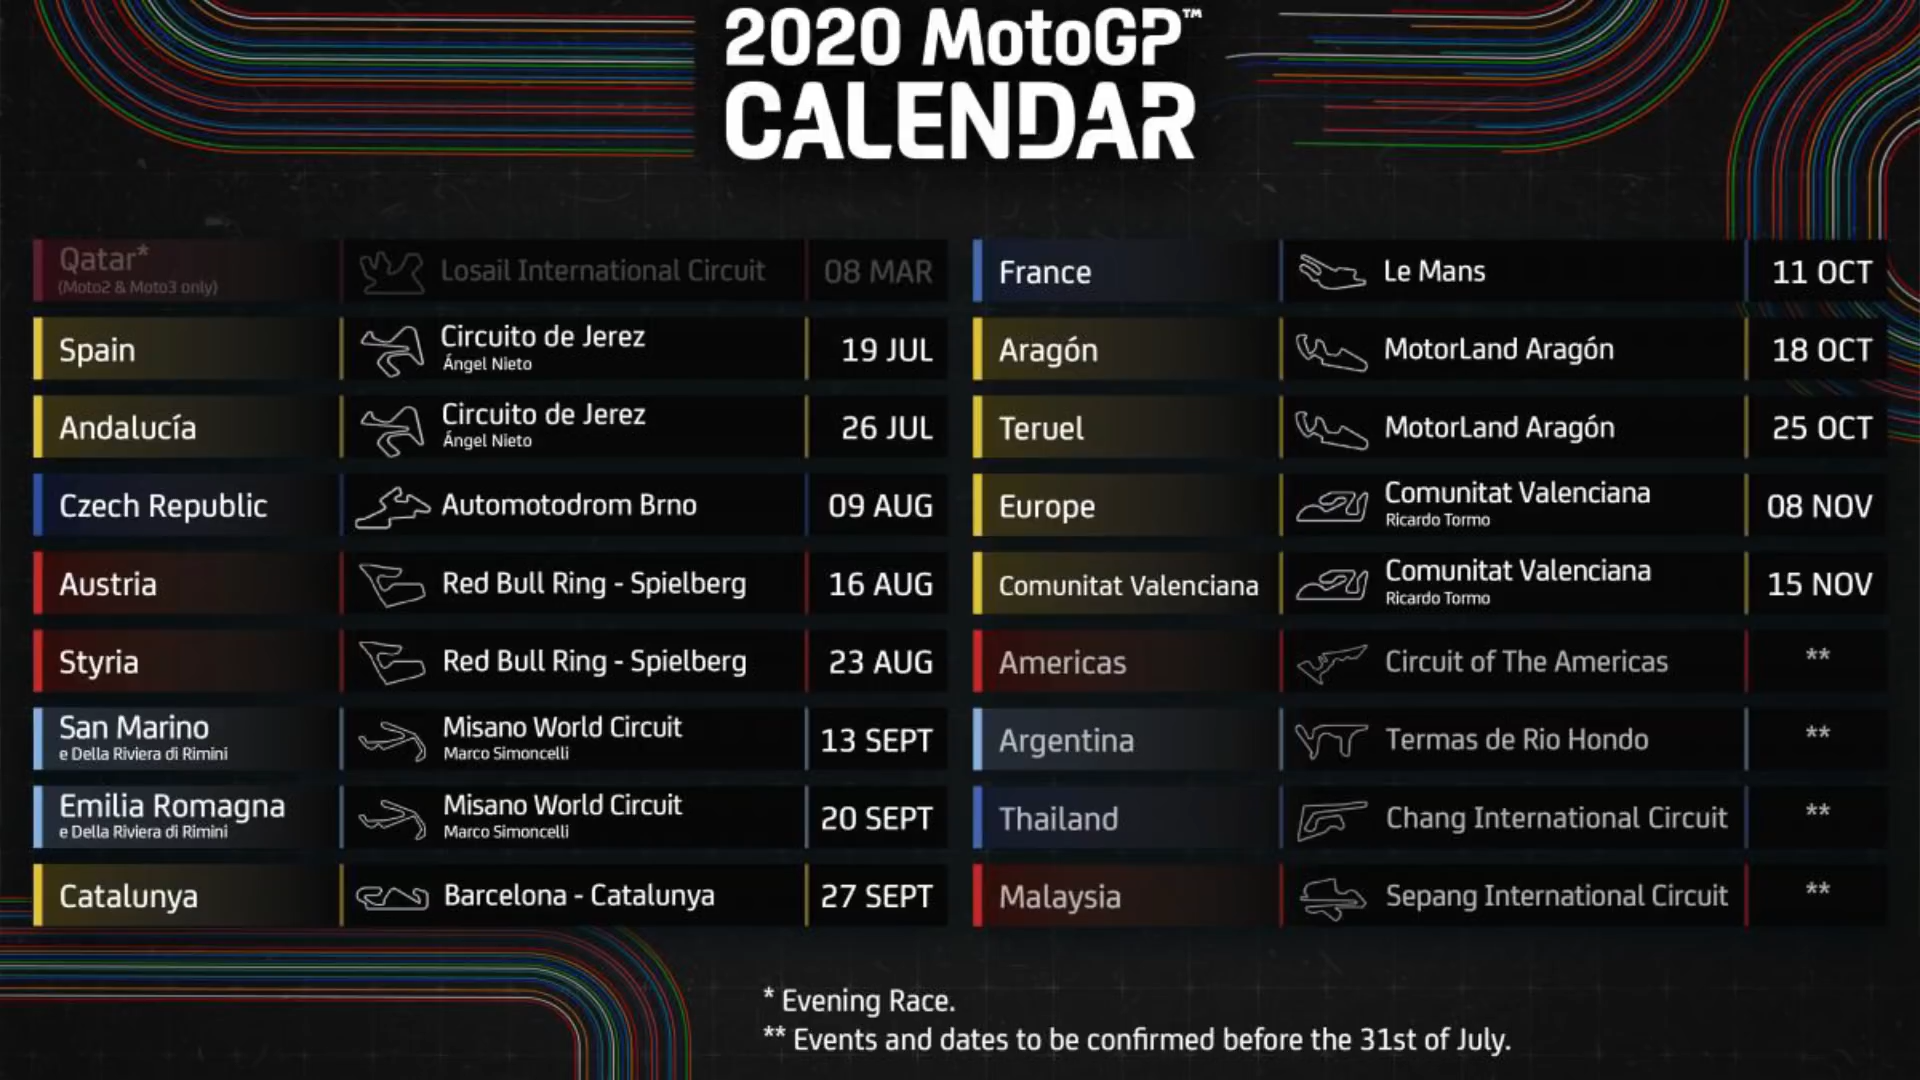 2020 MotoGP™
CALENDAR
Qatar*
(Moto2 & Moto3 only)
Losail International Circuit
08 MAR
Spain
Circuito de Jerez
Ángel Nieto
19 JUL
Andalucía
Circuito de Jerez
Ángel Nieto
26 JUL
Czech Republic
Automotodrom Brno
09 AUG
Austria
Red Bull Ring - Spielberg
16 AUG
Styria
Red Bull Ring - Spielberg
23 AUG
San Marino
e Della Riviera di Rimini
Misano World Circuit
Marco Simoncelli
13 SEPT
Emilia Romagna
e Della Riviera di Rimini
Misano World Circuit
Marco Simoncelli
20 SEPT
Catalunya
Barcelona - Catalunya
27 SEPT
France
Le Mans
11 OCT
Aragón
MotorLand Aragón
18 OCT
Teruel
MotorLand Aragón
25 OCT
Europe
Comunitat Valenciana
Ricardo Tormo
08 NOV
Comunitat Valenciana
Comunitat Valenciana
Ricardo Tormo
15 NOV
Americas
Circuit of The Americas
**
Argentina
Termas de Rio Hondo
**
Thailand
Chang International Circuit
**
Malaysia
Sepang International Circuit
**
* Evening Race.
** Events and dates to be confirmed before the 31st of July.